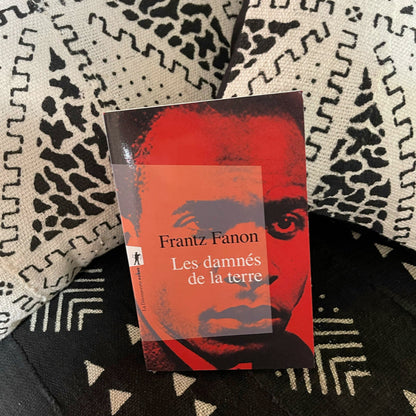 Frantz Fanon
Les damnés
de la terre